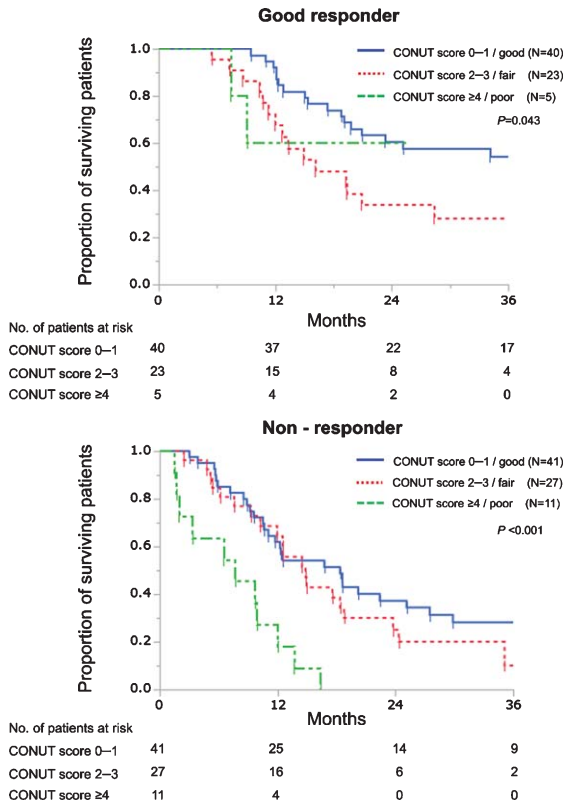 Good responder
Proportion of surviving patients
1.0
0.8
0.6
0.4
0.2
0.0
CONUT score 0–1 / good (N=40)
CONUT score 2–3 / fair (N=23)
CONUT score ≥4 / poor (N=5)
P=0.043
0 12 24 36
Months
No. of patients at risk
CONUT score 0–1 40 37 22 17
CONUT score 2–3 23 15 8 4
CONUT score ≥4 5 4 2 0
Non - responder
Proportion of surviving patients
1.0
0.8
0.6
0.4
0.2
0.0
CONUT score 0–1 / good (N=41)
CONUT score 2–3 / fair (N=27)
CONUT score ≥4 / poor (N=11)
P <0.001
0 12 24 36
Months
No. of patients at risk
CONUT score 0–1 41 25 14 9
CONUT score 2–3 27 16 6 2
CONUT score ≥4 11 4 0 0